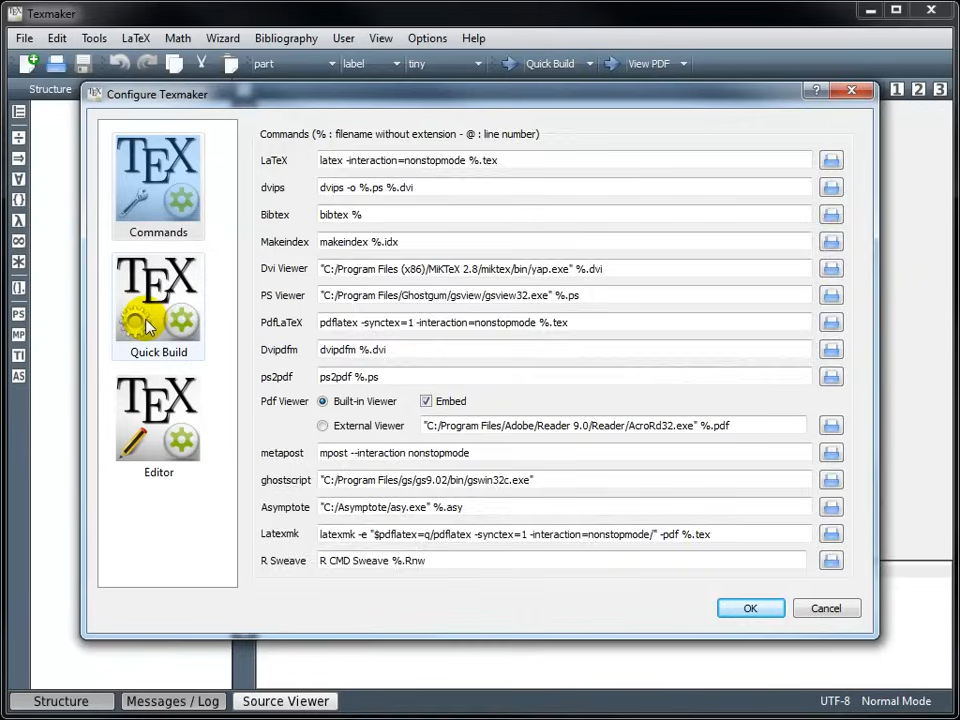 Texmaker
File Edit Tools LaTeX Math Wizard Bibliography User View Options Help
part label tiny Quick Build View PDF
Structure 1 2 3
Configure Texmaker
Commands (% : filename without extension - @ : line number)
LaTeX latex -interaction=nonstopmode %.tex
dvips dvips -o %.ps %.dvi
Bibtex bibtex %
Makeindex makeindex %.idx
Dvi Viewer "C:/Program Files (x86)/MiKTeX 2.8/miktex/bin/yap.exe" %.dvi
PS Viewer "C:/Program Files/Ghostgum/gsview/gsview32.exe" %.ps
PdfLaTeX pdflatex -synctex=1 -interaction=nonstopmode %.tex
Dvipdfm dvipdfm %.dvi
ps2pdf ps2pdf %.ps
Pdf Viewer Built-in Viewer Embed
External Viewer "C:/Program Files/Adobe/Reader 9.0/Reader/AcroRd32.exe" %.pdf
metapost mpost --interaction nonstopmode
ghostscript "C:/Program Files/gs/gs9.02/bin/gswin32c.exe"
Asymptote "C:/Asymptote/asy.exe" %.asy
Latexmk latexmk -e "$pdflatex=q/pdflatex -synctex=1 -interaction=nonstopmode/" -pdf %.tex
R Sweave R CMD Sweave %.Rnw
TEX
Commands
TEX
Quick Build
TEX
Editor
OK Cancel
PS
MP
TI
AS
Structure Messages / Log Source Viewer UTF-8 Normal Mode